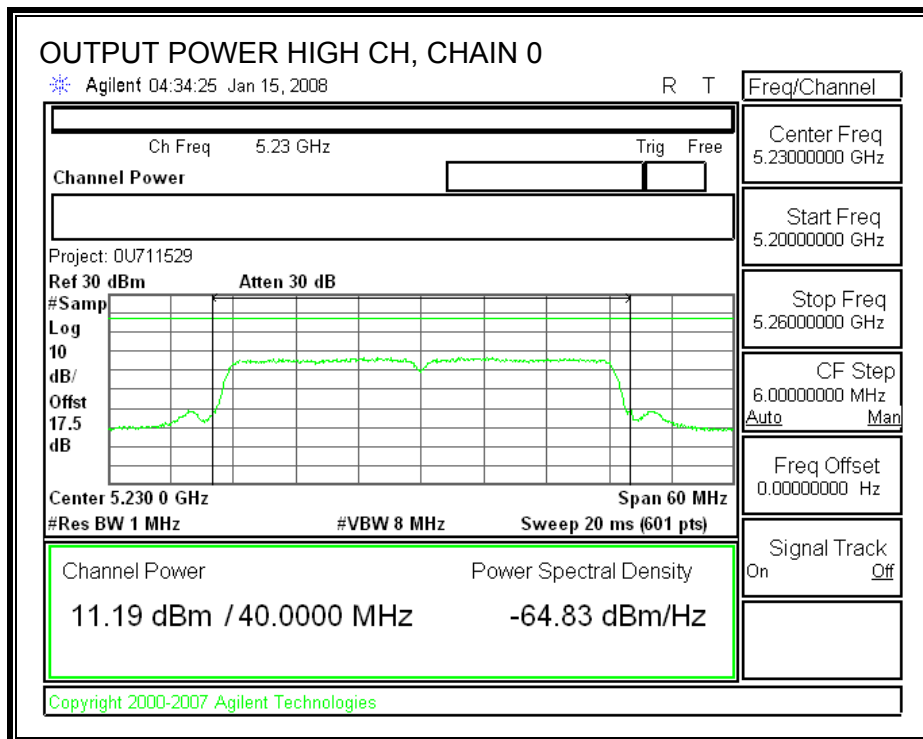 OUTPUT POWER HIGH CH, CHAIN 0
Agilent 04:34:25 Jan 15, 2008 R T
Freq/Channel
Ch Freq 5.23 GHz Trig Free
Channel Power
Center Freq
5.23000000 GHz
Start Freq
5.20000000 GHz
Stop Freq
5.26000000 GHz
CF Step
6.00000000 MHz
Auto Man
Freq Offset
0.00000000 Hz
Signal Track
On Off
Project: 0U711529
Ref 30 dBm Atten 30 dB
#Samp
Log
10
dB/
Offst
17.5
dB
Center 5.230 0 GHz Span 60 MHz
#Res BW 1 MHz #VBW 8 MHz Sweep 20 ms (601 pts)
Channel Power Power Spectral Density
11.19 dBm / 40.0000 MHz -64.83 dBm/Hz
Copyright 2000-2007 Agilent Technologies